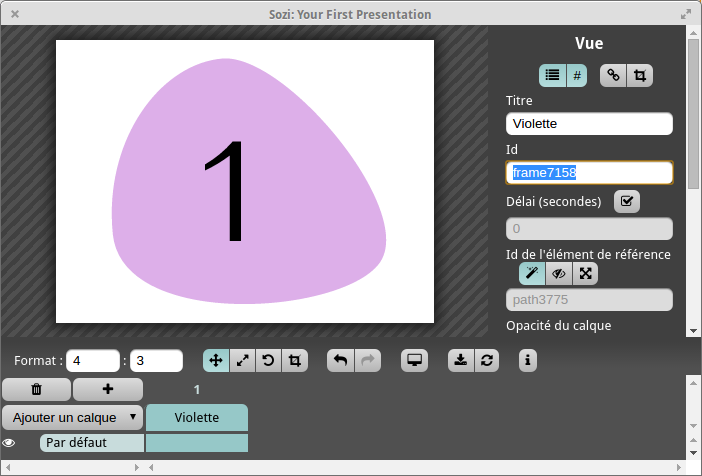 Sozi: Your First Presentation
1
Vue
#
Titre
Violette
Id
frame7158
Délai (secondes)
0
Id de l'élément de référence
path3775
Opacité du calque
Format : 4 : 3
1
Ajouter un calque
Violette
Par défaut